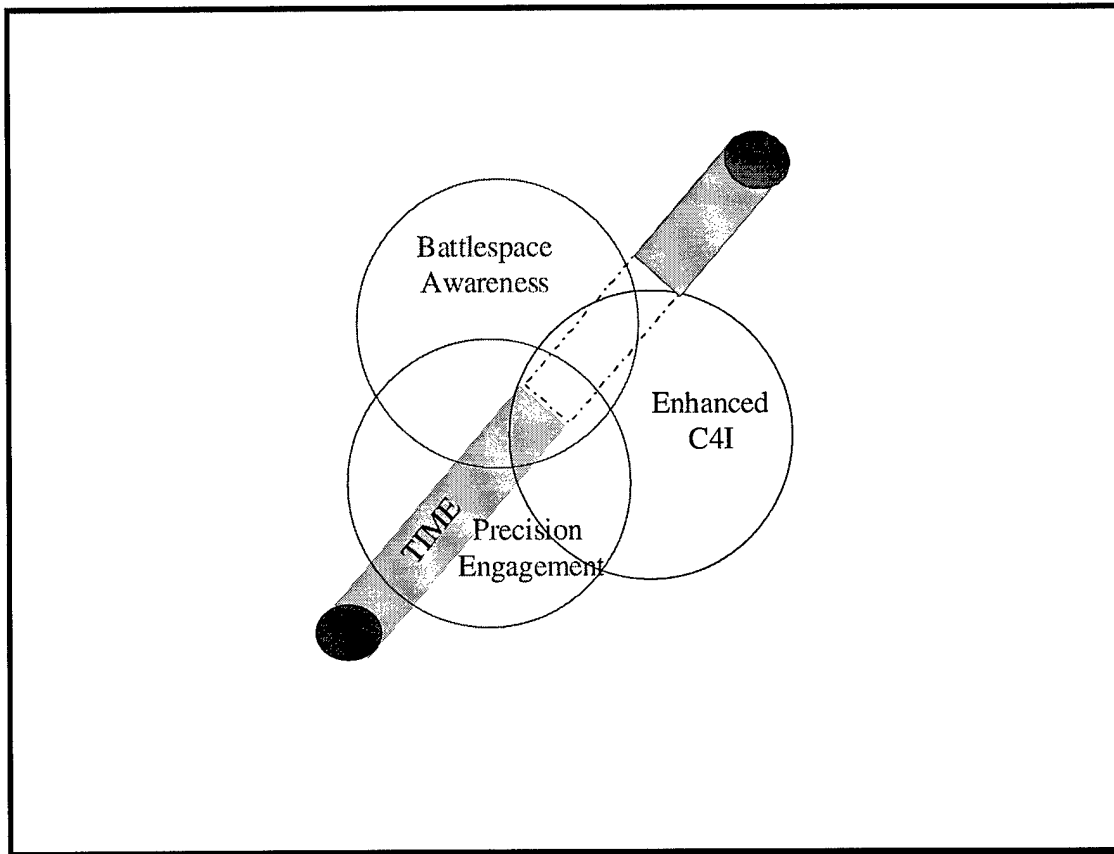 Battlespace
Awareness
Enhanced
C4I
TIME
Precision
Engagement